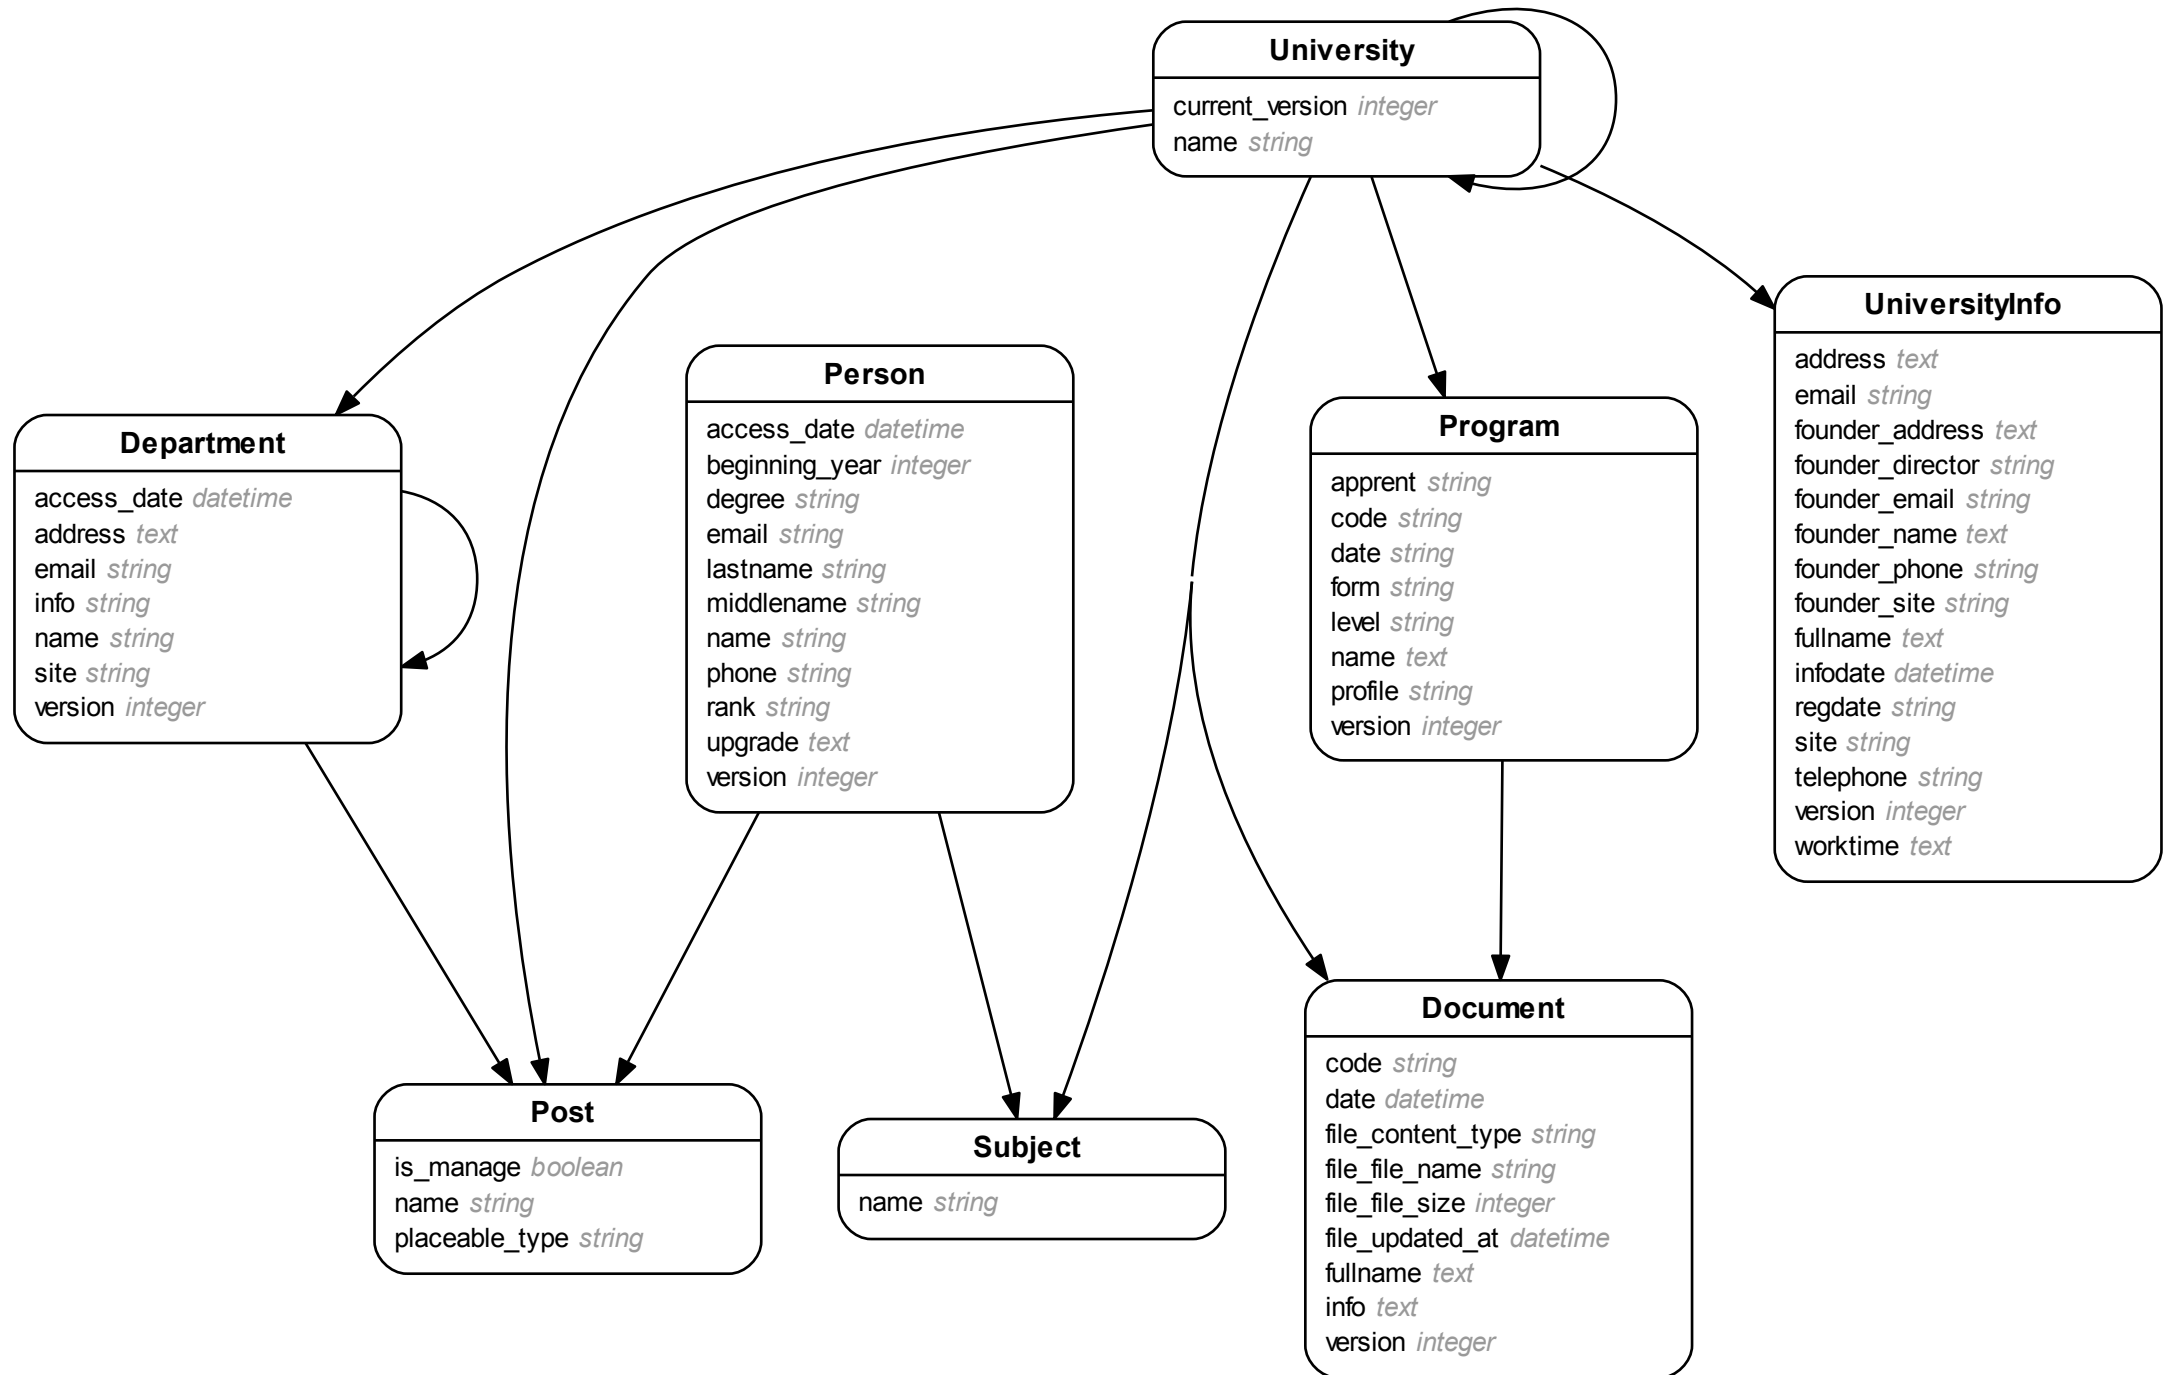 University
current_version integer
name string
UniversityInfo
address text
email string
founder_address text
founder_director string
founder_email string
founder_name text
founder_phone string
founder_site string
fullname text
infodate datetime
regdate string
site string
telephone string
version integer
worktime text
Person
access_date datetime
beginning_year integer
degree string
email string
lastname string
middlename string
name string
phone string
rank string
upgrade text
version integer
Program
apprent string
code string
date string
form string
level string
name text
profile string
version integer
Department
access_date datetime
address text
email string
info string
name string
site string
version integer
Document
code string
date datetime
file_content_type string
file_file_name string
file_file_size integer
file_updated_at datetime
fullname text
info text
version integer
Post
is_manage boolean
name string
placeable_type string
Subject
name string